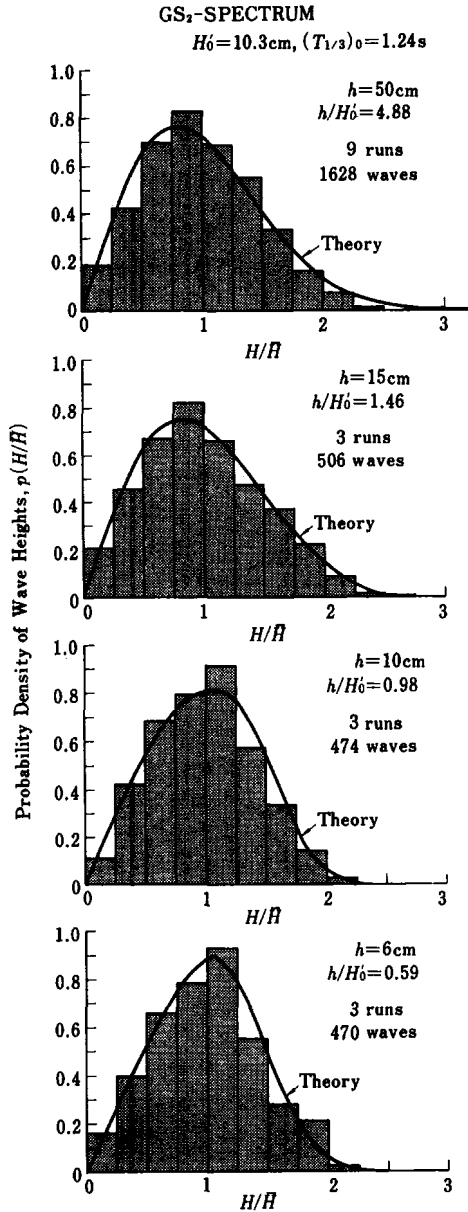 GS₂-SPECTRUM
H₀′=10.3cm, (T₁/₃)₀=1.24s
Probability Density of Wave Heights, p(H/H̄)
1.0
0.8
0.6
0.4
0.2
0
h=50cm
h/H₀′=4.88
9 runs
1628 waves
Theory
0 1 2 3
H/H̄
1.0
0.8
0.6
0.4
0.2
0
h=15cm
h/H₀′=1.46
3 runs
506 waves
Theory
0 1 2 3
H/H̄
1.0
0.8
0.6
0.4
0.2
0
h=10cm
h/H₀′=0.98
3 runs
474 waves
Theory
0 1 2 3
H/H̄
1.0
0.8
0.6
0.4
0.2
0.0
h=6cm
h/H₀′=0.59
3 runs
470 waves
Theory
0 1 2 3
H/H̄